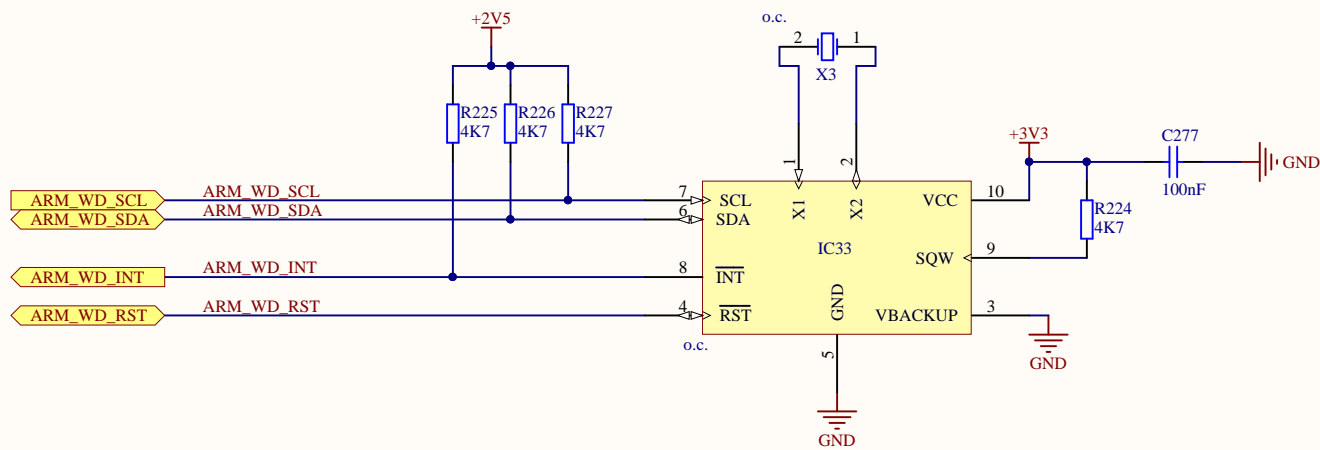 +2V5
o.c.
2 1
X3
R225 R226 R227
4K7 4K7 4K7
+3V3
C277
GND
100nF
1 2
ARM_WD_SCL ARM_WD_SCL 7 SCL X1 X2 VCC 10
ARM_WD_SDA ARM_WD_SDA 6 SDA
R224
4K7
IC33
ARM_WD_INT ARM_WD_INT 8 INT SQW 9
ARM_WD_RST ARM_WD_RST 4 RST GND VBACKUP 3
o.c.
5
GND
GND